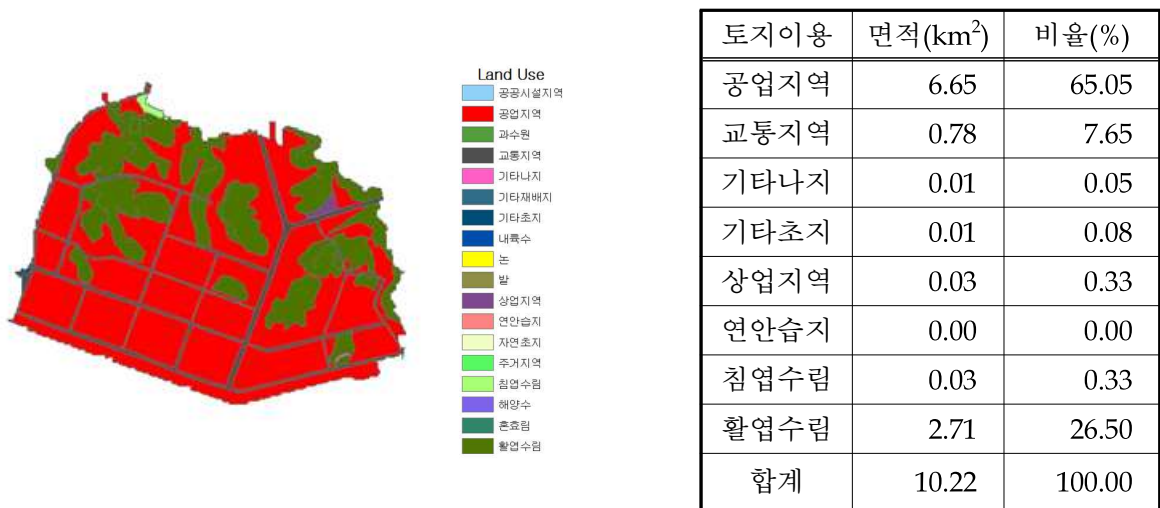 Land Use
공공시설지역
공업지역
과수원
교통지역
기타나지
기타재배지
기타초지
내륙수
논
발
상업지역
연안습지
자연초지
주거지역
침엽수림
해양수
혼효림
활엽수림
토지이용 면적(km²) 비율(%)
공업지역 6.65 65.05
교통지역 0.78 7.65
기타나지 0.01 0.05
기타초지 0.01 0.08
상업지역 0.03 0.33
연안습지 0.00 0.00
침엽수림 0.03 0.33
활엽수림 2.71 26.50
합계 10.22 100.00